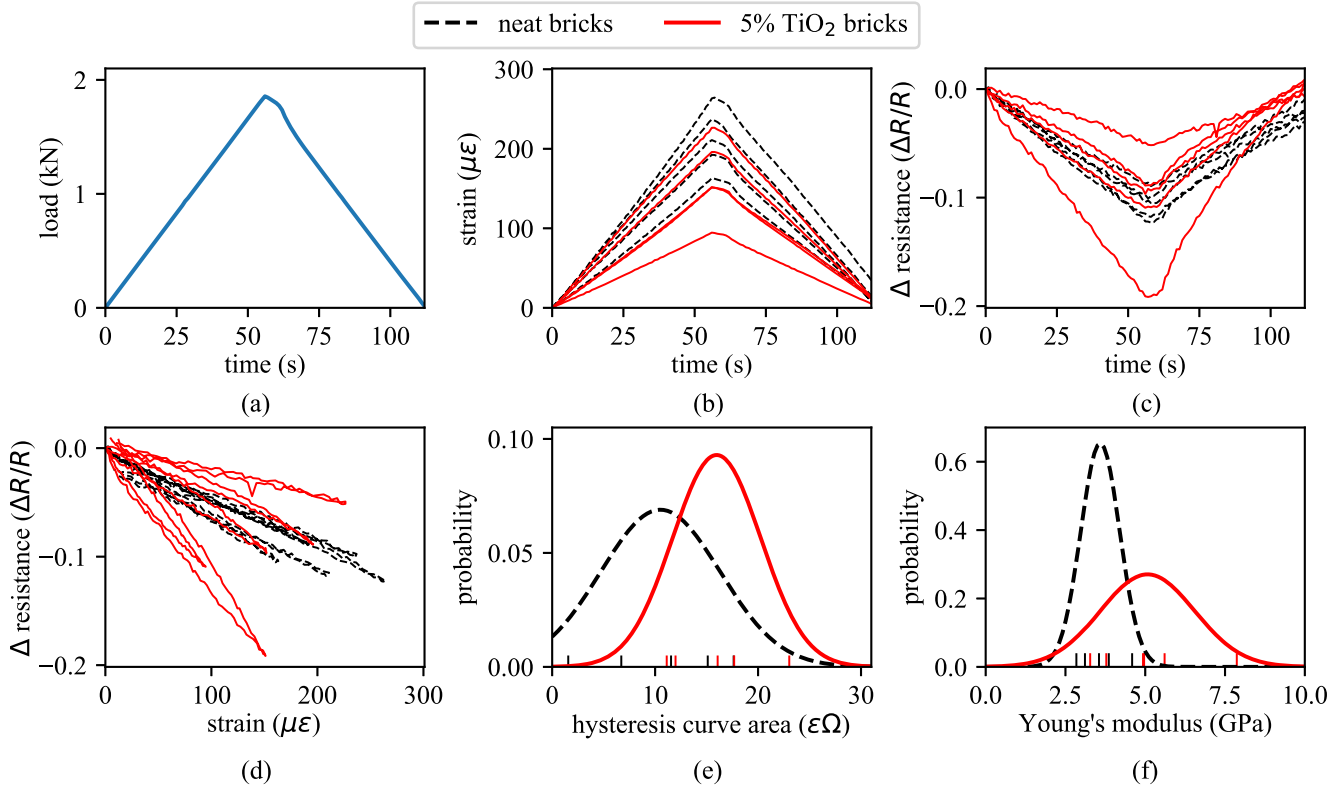 neat bricks 5% TiO₂ bricks
2
1
0
load (kN)
0 25 50 75 100
time (s)
(a)
300
200
100
0
strain (με)
0 25 50 75 100
time (s)
(b)
0.0
−0.1
−0.2
Δ resistance (ΔR/R)
0 25 50 75 100
time (s)
(c)
0.0
−0.1
−0.2
Δ resistance (ΔR/R)
0 100 200 300
strain (με)
(d)
0.10
0.05
0.00
probability
0 10 20 30
hysteresis curve area (εΩ)
(e)
0.6
0.4
0.2
0.0
probability
0.0 2.5 5.0 7.5 10.0
Young's modulus (GPa)
(f)